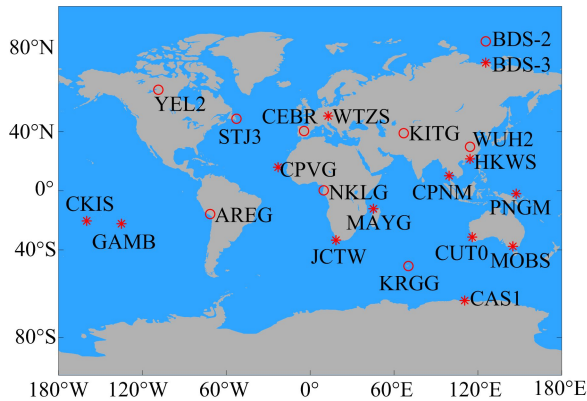 80°N
BDS-2
BDS-3
YEL2
STJ3
CEBR
WTZS
KITG
WUH2
HKWS
40°N
CPVG
CPNM
0°
NKLG
PNGM
CKIS
AREG
MAYG
GAMB
40°S
JCTW
CUT0
MOBS
KRGG
CAS1
80°S
180°W 120°W 60°W 0° 60°E 120°E 180°E